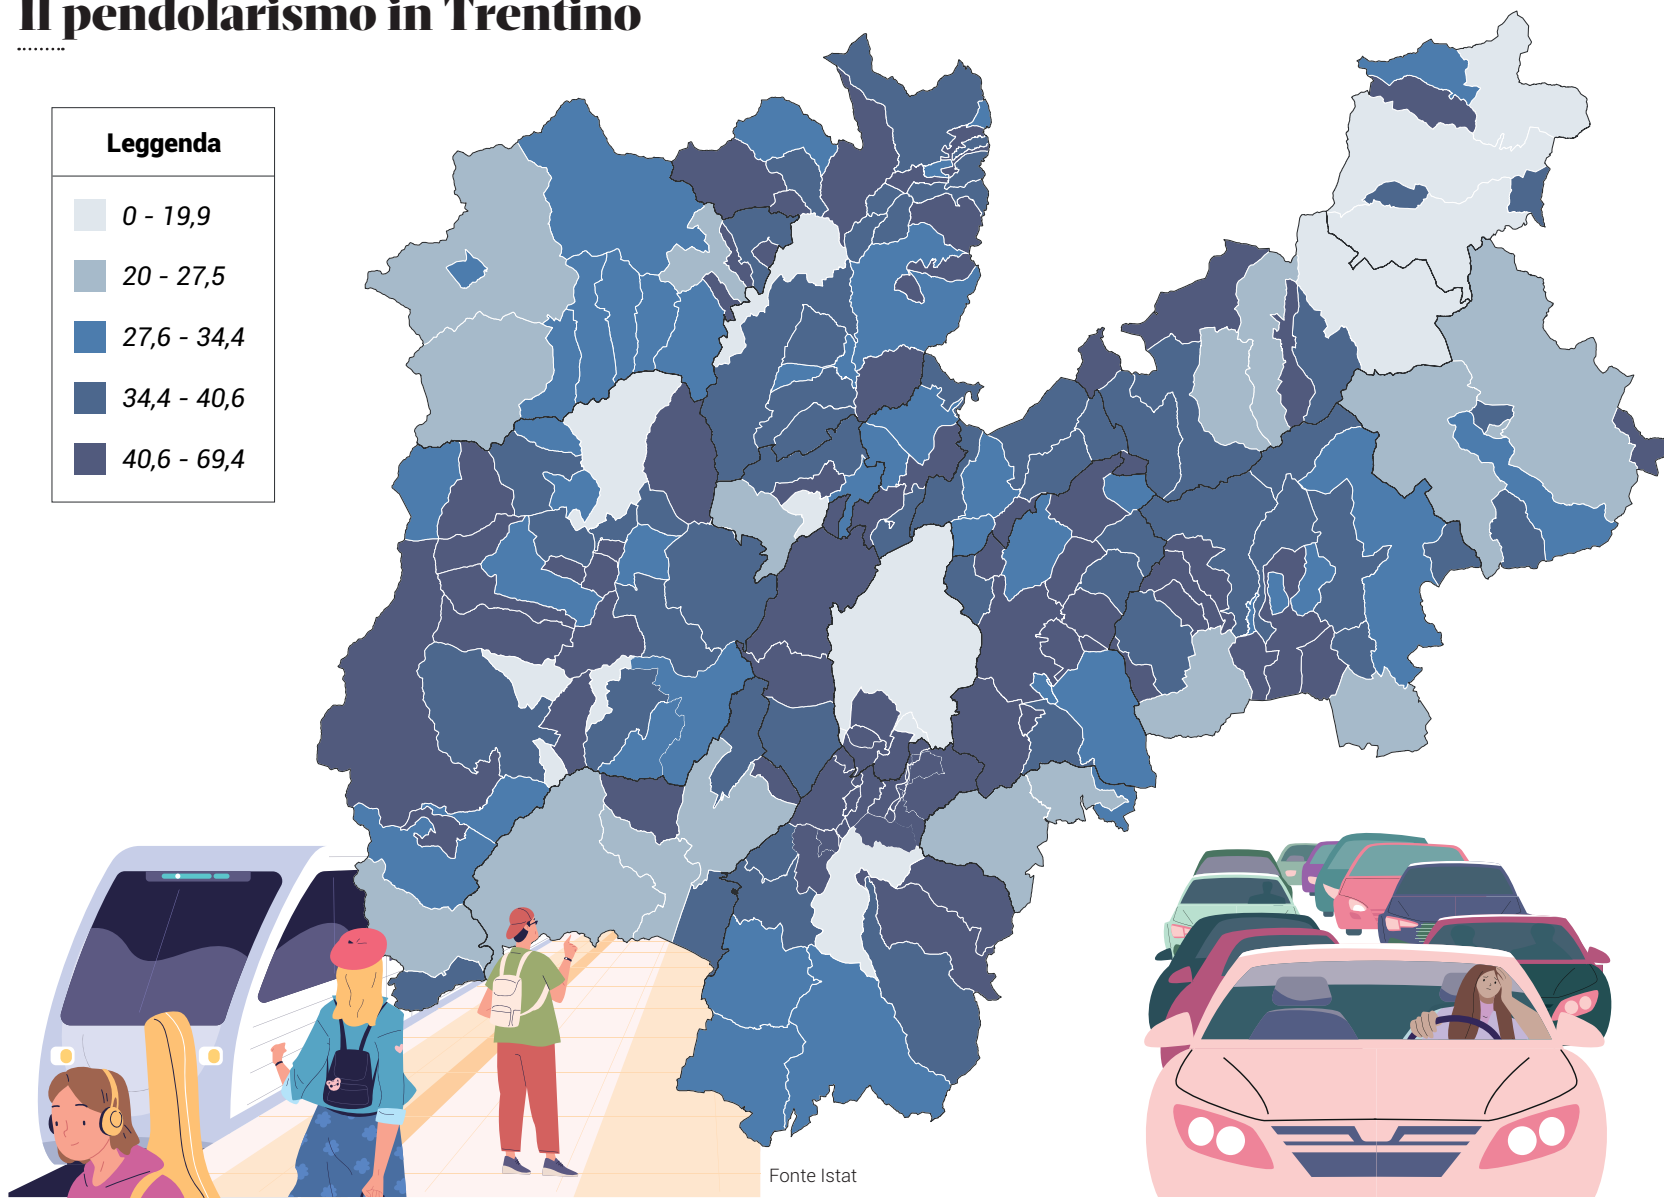 Il pendolarismo in Trentino
Leggenda
0 - 19,9
20 - 27,5
27,6 - 34,4
34,4 - 40,6
40,6 - 69,4
Fonte Istat